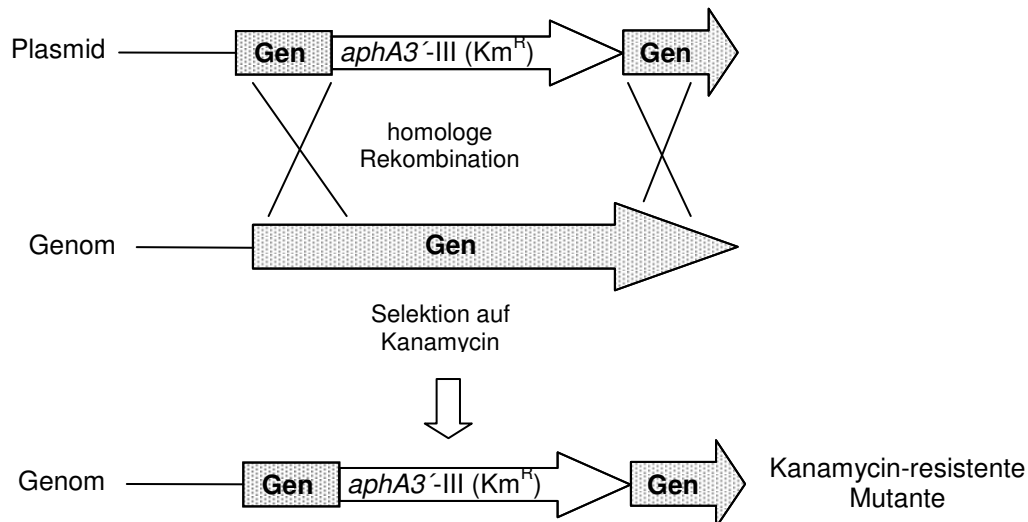 Plasmid
Gen
aphA3´-III (Km^R)
Gen
homologe
Rekombination
Genom
Gen
Selektion auf
Kanamycin
Genom
Gen
aphA3´-III (Km^R)
Gen
Kanamycin-resistente
Mutante